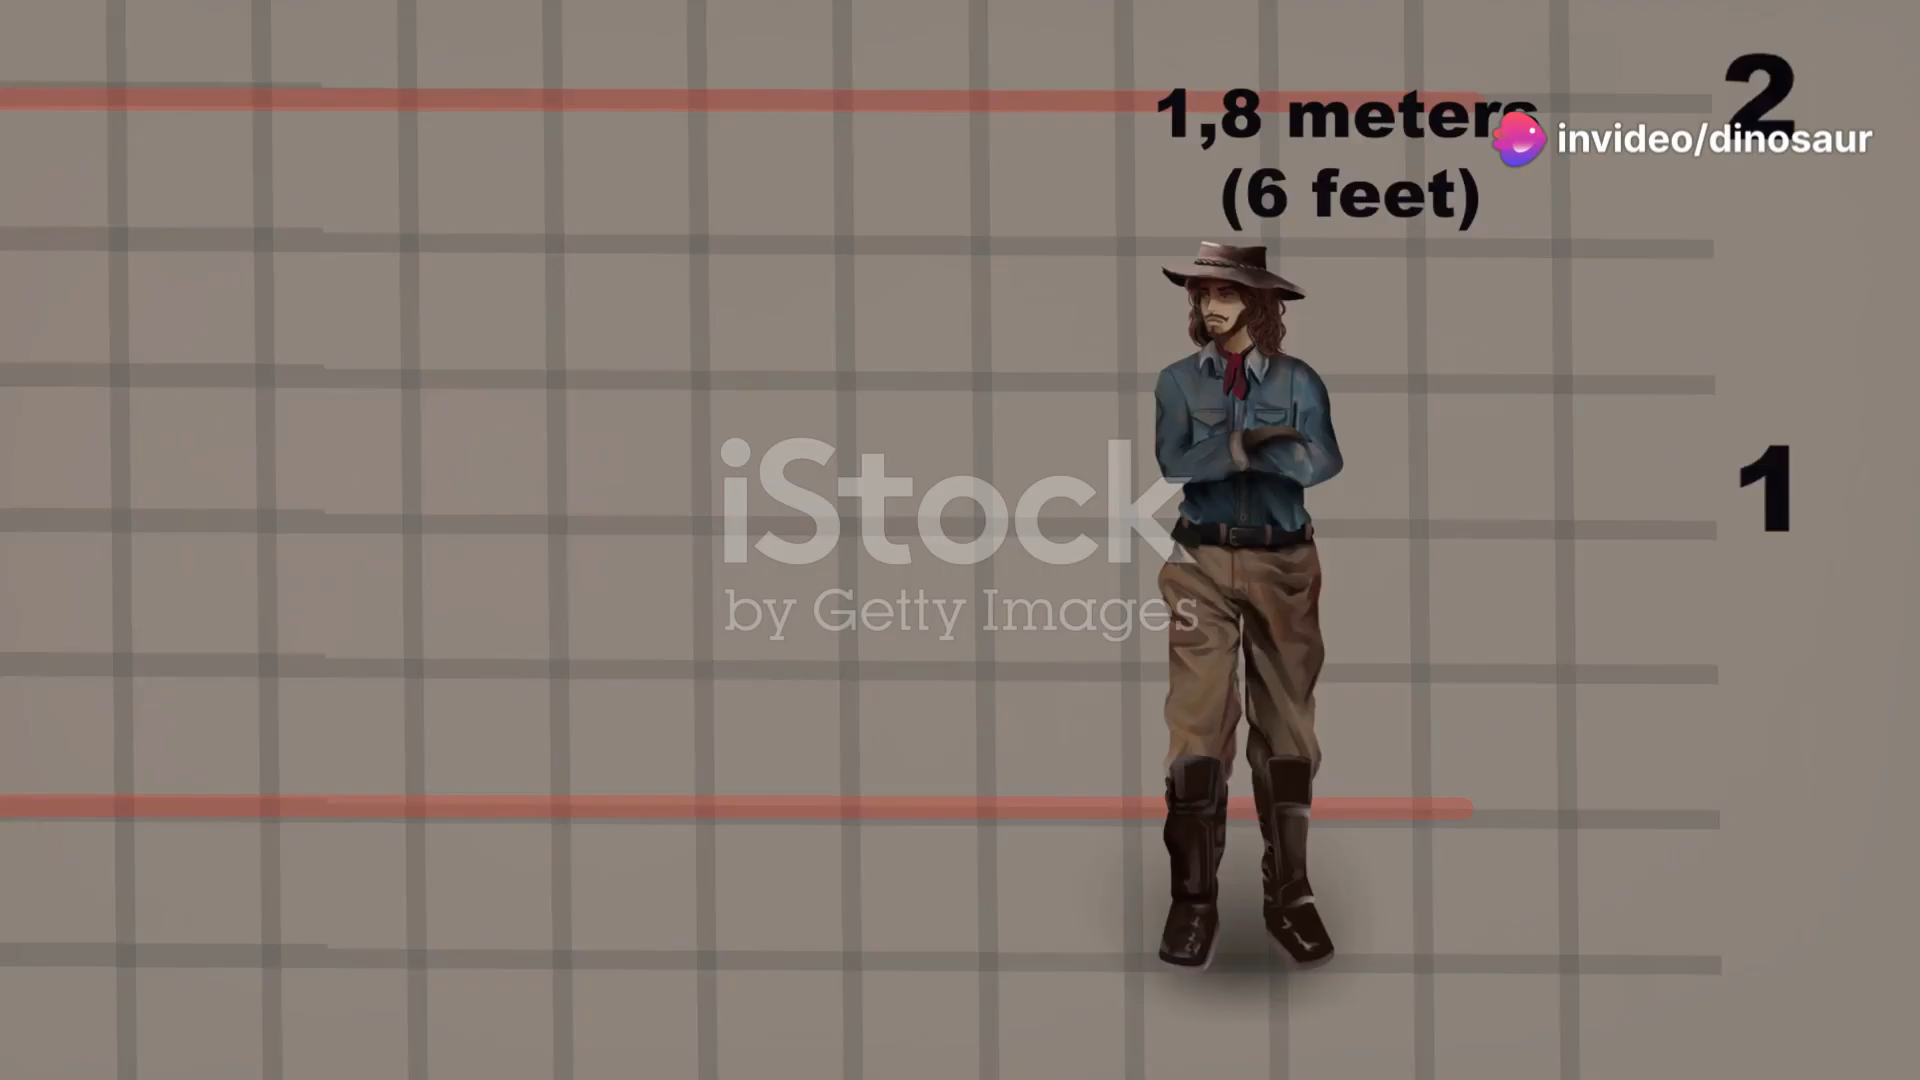 2
1,8 meters
invideo/dinosaur
(6 feet)
1
iStock
by Getty Images